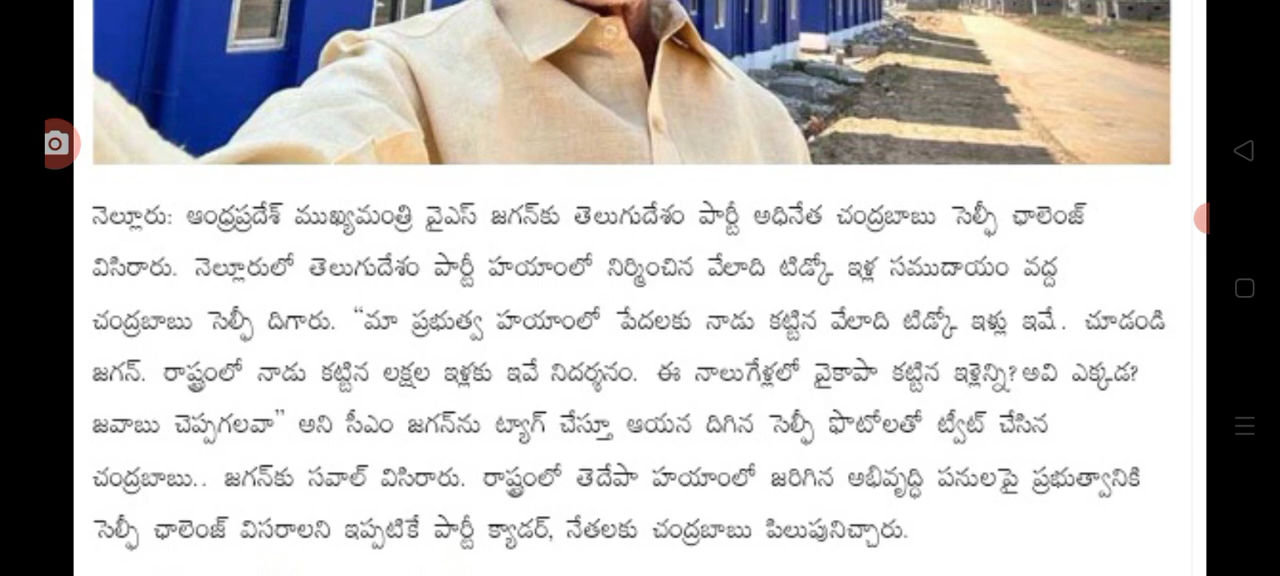 నెల్లూరు: ఆంధ్రప్రదేశ్ ముఖ్యమంత్రి వైఎస్ జగన్‌కు తెలుగుదేశం పార్టీ అధినేత చంద్రబాబు సెల్ఫీ ఛాలెంజ్
విసిరారు. నెల్లూరులో తెలుగుదేశం పార్టీ హయాంలో నిర్మించిన వేలాది టిడ్కో ఇళ్ల సముదాయం వద్ద
చంద్రబాబు సెల్ఫీ దిగారు. “మా ప్రభుత్వ హయాంలో పేదలకు నాడు కట్టిన వేలాది టిడ్కో ఇళ్లు ఇవే.. చూడండి
జగన్. రాష్ట్రంలో నాడు కట్టిన లక్షల ఇళ్లకు ఇవే నిదర్శనం. ఈ నాలుగేళ్లలో వైకాపా కట్టిన ఇళ్లెన్ని? అవి ఎక్కడ?
జవాబు చెప్పగలవా” అని సీఎం జగన్‌ను ట్యాగ్ చేస్తూ ఆయన దిగిన సెల్ఫీ ఫొటోలతో ట్వీట్ చేసిన
చంద్రబాబు.. జగన్‌కు సవాల్ విసిరారు. రాష్ట్రంలో తెదేపా హయాంలో జరిగిన అభివృద్ధి పనులపై ప్రభుత్వానికి
సెల్ఫీ ఛాలెంజ్ విసరాలని ఇప్పటికే పార్టీ క్యాడర్, నేతలకు చంద్రబాబు పిలుపునిచ్చారు.